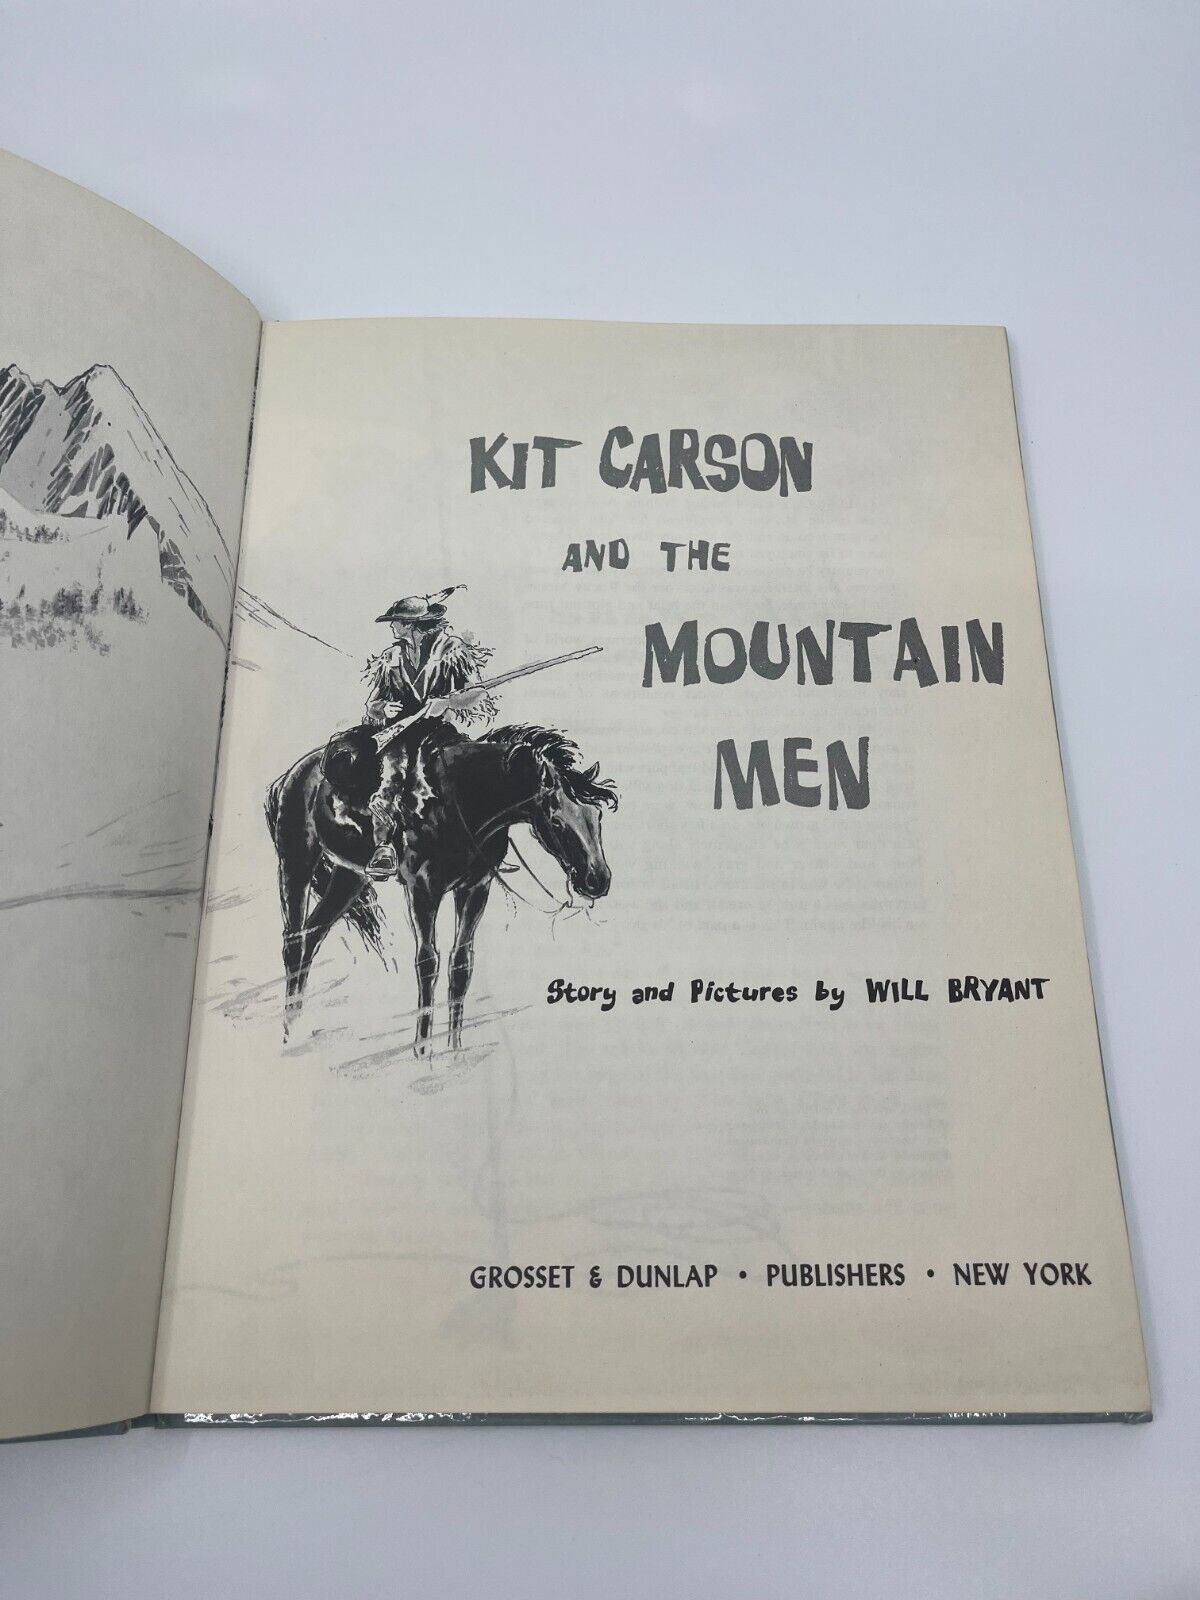 KIT CARSON
AND THE
MOUNTAIN
MEN
Story and Pictures by WILL BRYANT
GROSSET & DUNLAP • PUBLISHERS • NEW YORK